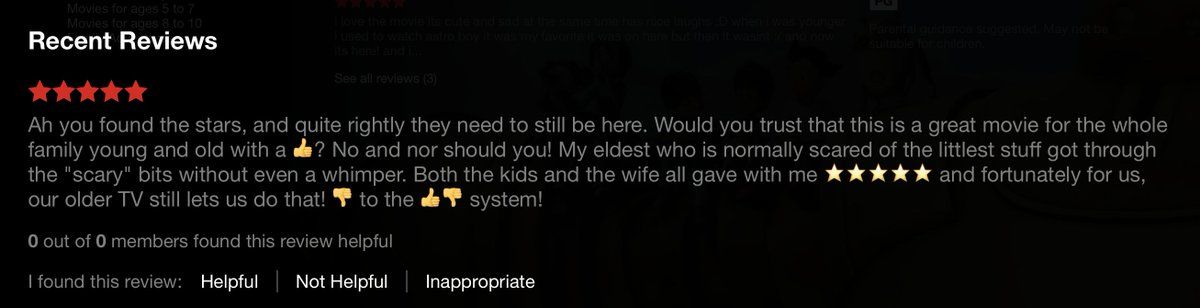 Movies for ages 5 to 7
Movies for ages 8 to 10
I love the movie its cute and sad at the same time has nice laughs :D when i was younger
PG
I used to watch astro boy it was my favorite it was on here but then it wasnt :/ and now
its here! and i...
Parental guidance suggested. May not be
suitable for children.
Recent Reviews
See all reviews (3)
Ah you found the stars, and quite rightly they need to still be here. Would you trust that this is a great movie for the whole
family young and old with a 👍? No and nor should you! My eldest who is normally scared of the littlest stuff got through
the "scary" bits without even a whimper. Both the kids and the wife all gave with me ⭐⭐⭐⭐⭐ and fortunately for us,
our older TV still lets us do that! 👎 to the 👍👎 system!
0 out of 0 members found this review helpful
I found this review: Helpful | Not Helpful | Inappropriate